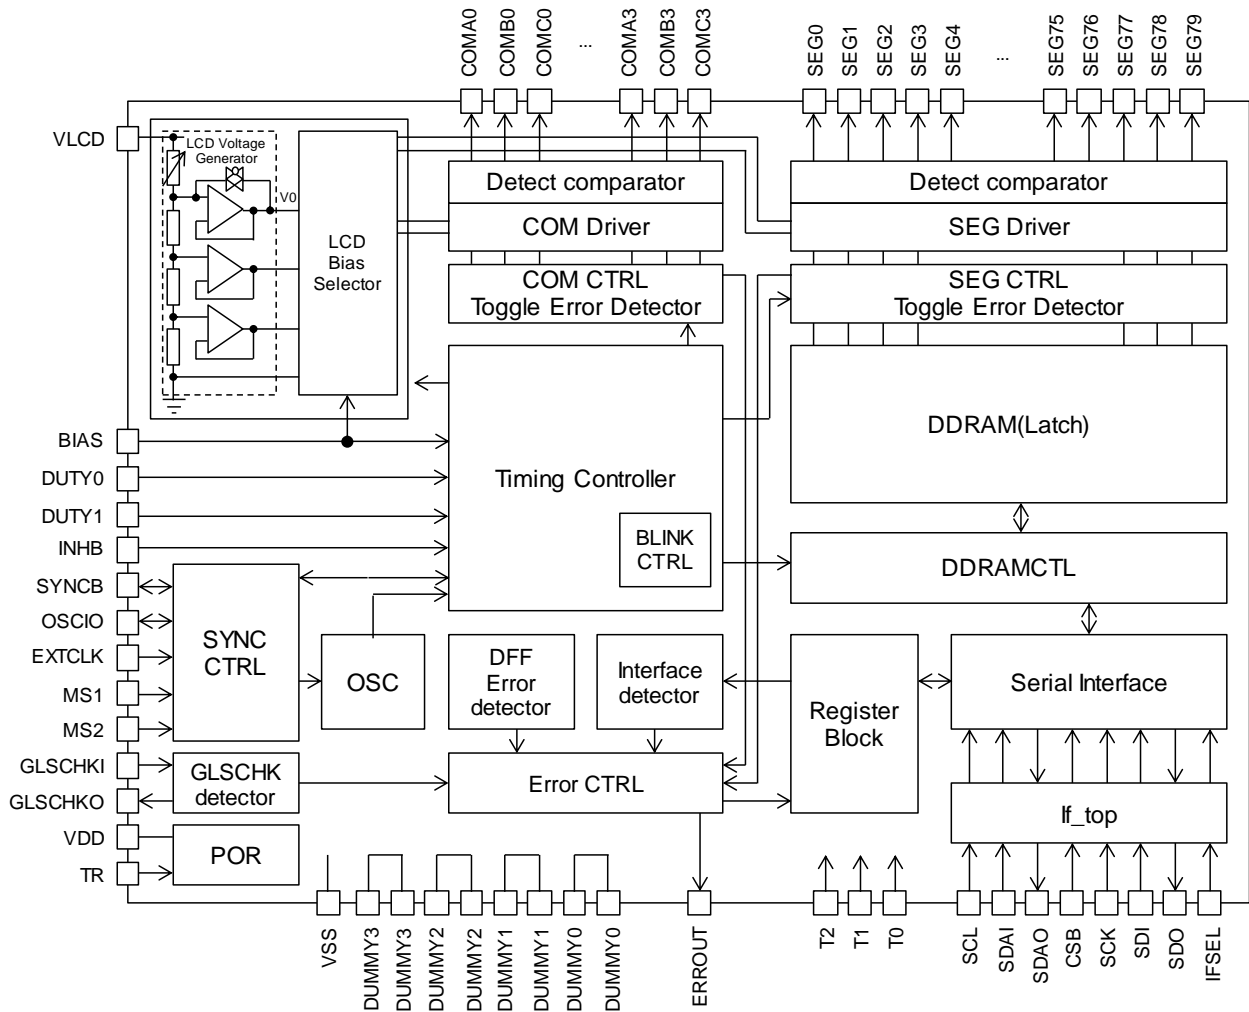 COMA0
COMB0
COMC0
...
COMA3
COMB3
COMC3
SEG0
SEG1
SEG2
SEG3
SEG4
...
SEG75
SEG76
SEG77
SEG78
SEG79
VLCD
LCD Voltage
Generator
V0
LCD
Bias
Selector
Detect comparator
COM Driver
COM CTRL
Toggle Error Detector
Detect comparator
SEG Driver
SEG CTRL
Toggle Error Detector
BIAS
DUTY0
DUTY1
INHB
SYNCB
OSCIO
EXTCLK
MS1
MS2
GLSCHKI
GLSCHKO
VDD
TR
Timing Controller
BLINK
CTRL
DDRAM(Latch)
DDRAMCTL
SYNC
CTRL
OSC
DFF
Error
detector
Interface
detector
Register
Block
Serial Interface
GLSCHK
detector
Error CTRL
If_top
POR
VSS
DUMMY3
DUMMY3
DUMMY2
DUMMY2
DUMMY1
DUMMY1
DUMMY0
DUMMY0
ERROUT
T2
T1
T0
SCL
SDAI
SDAO
CSB
SCK
SDI
SDO
IFSEL